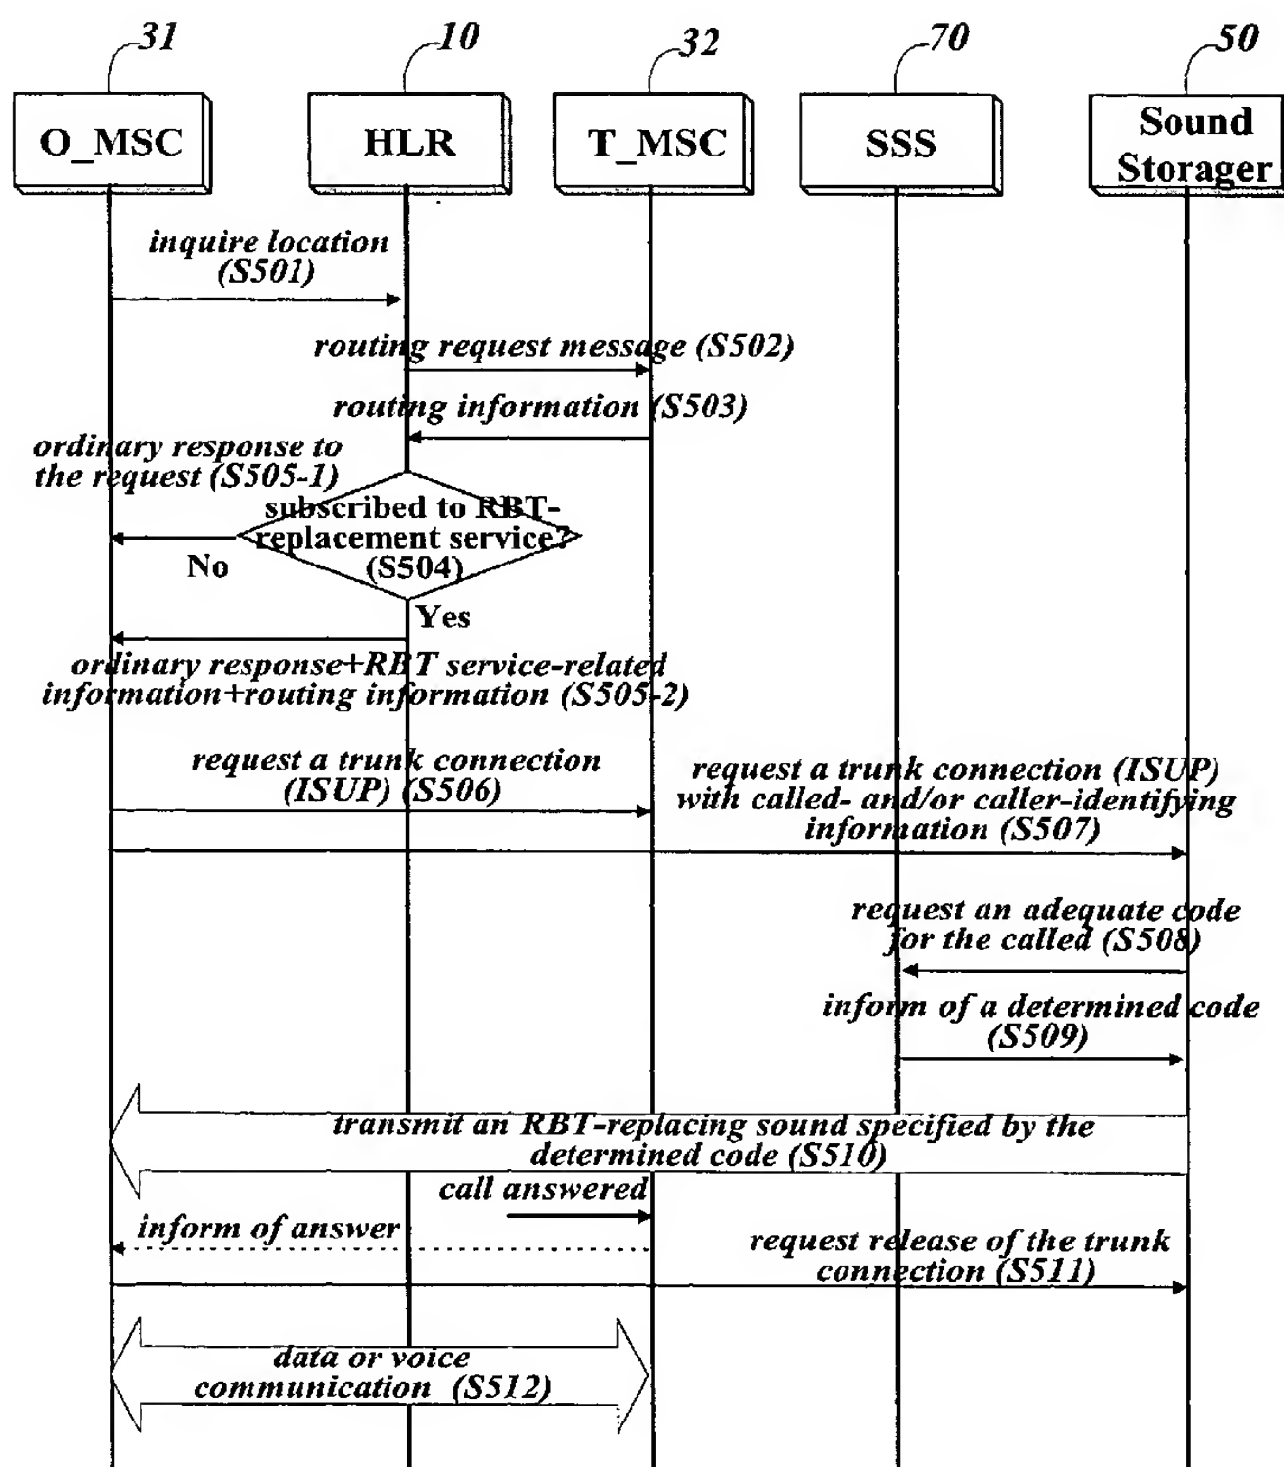 31
10
32
70
50
O_MSC
HLR
T_MSC
SSS
Sound
Storager
inquire location
(S501)
routing request message (S502)
routing information (S503)
ordinary response to
the request (S505-1)
subscribed to RBT-
replacement service?
(S504)
No
Yes
ordinary response+RBT service-related
information+routing information (S505-2)
request a trunk connection
(ISUP) (S506)
request a trunk connection (ISUP)
with called- and/or caller-identifying
information (S507)
request an adequate code
for the called (S508)
inform of a determined code
(S509)
transmit an RBT-replacing sound specified by the
determined code (S510)
call answered
inform of answer
request release of the trunk
connection (S511)
data or voice
communication (S512)